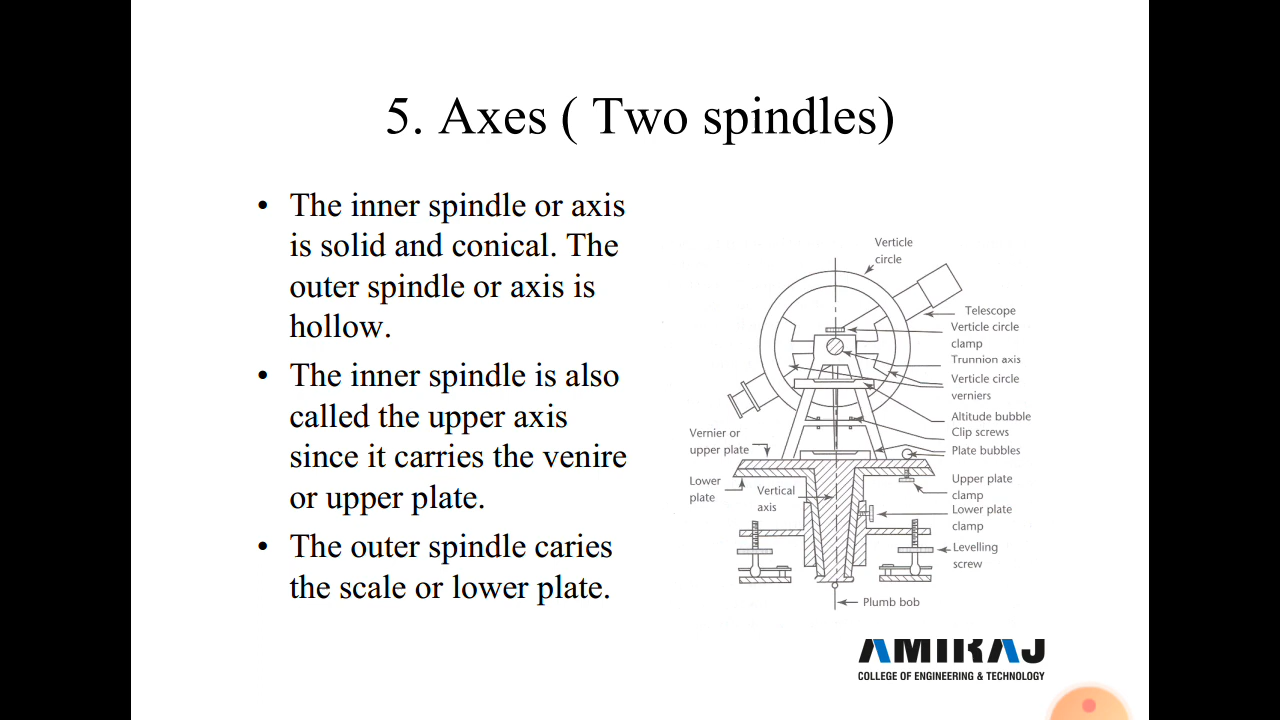 5. Axes ( Two spindles)
• The inner spindle or axis
is solid and conical. The
outer spindle or axis is
hollow.
• The inner spindle is also
called the upper axis
since it carries the venire
or upper plate.
• The outer spindle caries
the scale or lower plate.
Verticle
circle
Telescope
Verticle circle
clamp
Trunnion axis
Verticle circle
verniers
Altitude bubble
Clip screws
Plate bubbles
Vernier or
upper plate
Lower
plate
Vertical
axis
Upper plate
clamp
Lower plate
clamp
Levelling
screw
Plumb bob
AMIRAJ
COLLEGE OF ENGINEERING & TECHNOLOGY